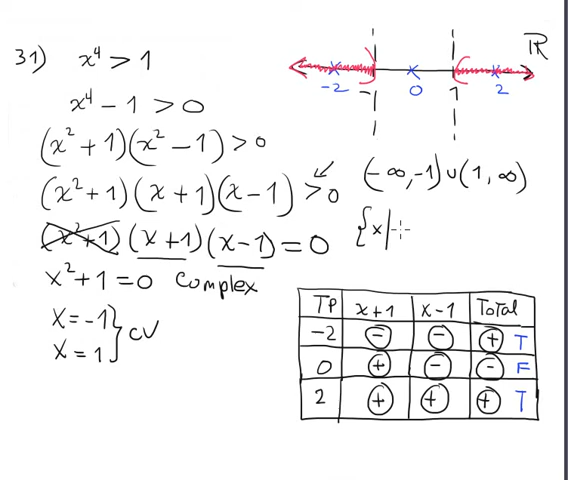 31) x⁴ > 1
x⁴ - 1 > 0
(x² + 1)(x² - 1) > 0
(x² + 1)(x + 1)(x - 1) > 0
(x² + 1)(x + 1)(x - 1) = 0
x² + 1 = 0 Complex
x = -1
x = 1 } CV
ℝ
-2 -1 0 1 2
(-∞, -1) ∪ (1, ∞)
{x|
TP x+1 x-1 Total
-2 - - + T
0 + - - F
2 + + + T